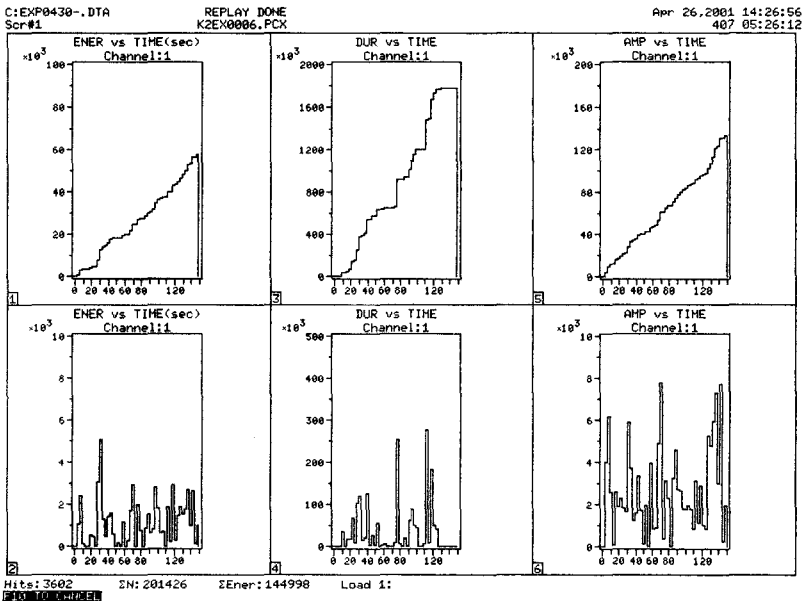 C:EXP0430-.DTA REPLAY DONE Apr 26,2001 14:26:56
Scr#1 K2EX0006.PCX 407 05:26:12
ENER vs TIME(sec)
Channel:1
×10³
100
80
60
40
20
0
0 20 40 60 80 120
1
DUR vs TIME
Channel:1
×10³
2000
1600
1200
800
400
0
0 20 40 60 80 120
3
AMP vs TIME
Channel:1
×10³
200
160
120
80
40
0
0 20 40 60 80 120
5
ENER vs TIME(sec)
Channel:1
×10³
10
8
6
4
2
0
0 20 40 60 80 120
2
DUR vs TIME
Channel:1
×10³
500
400
300
200
100
0
0 20 40 60 80 120
4
AMP vs TIME
Channel:1
×10³
10
8
6
4
2
0
0 20 40 60 80 120
6
Hits:3602 ΣN:201426 ΣEner:144998 Load 1:
F10 TO CANCEL